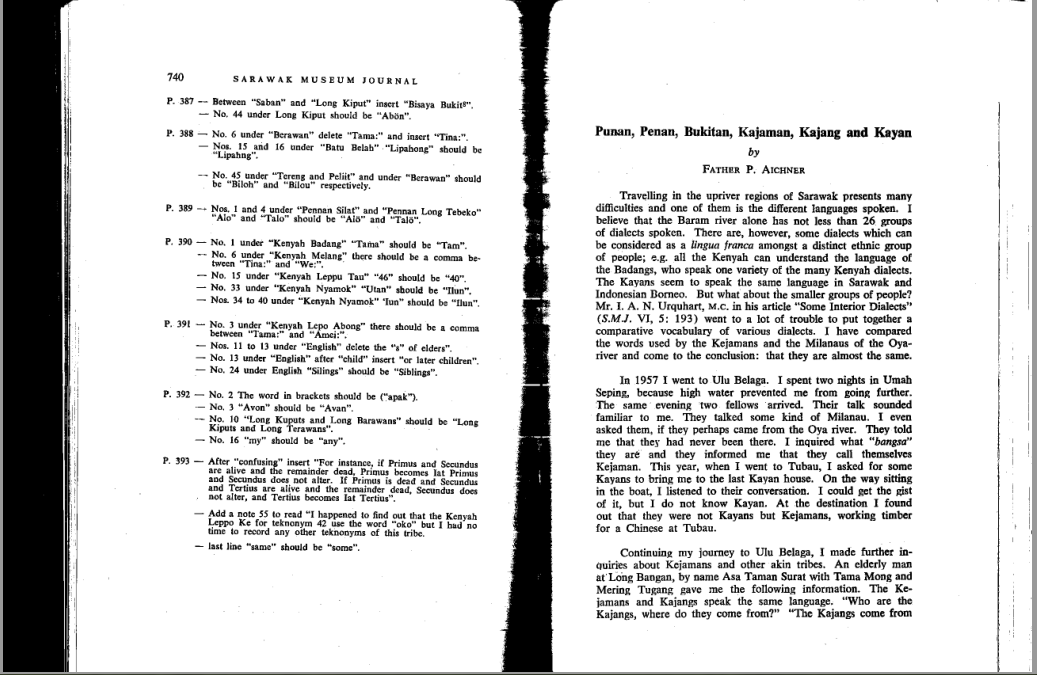 740 SARAWAK MUSEUM JOURNAL
P. 387 — Between "Saban" and "Long Kiput" insert "Bisaya Bukit⁸".
— No. 44 under Long Kiput should be "Abön".
P. 388 — No. 6 under "Berawan" delete "Tama:" and insert "Tina:".
— Nos. 15 and 16 under "Batu Belah" "Lipahong" should be
"Lipahng".
— No. 45 under "Tereng and Peliit" and under "Berawan" should
be "Biloh" and "Bilou" respectively.
P. 389 — Nos. 1 and 4 under "Pennan Silat" and "Pennan Long Tebeko"
"Alo" and "Talo" should be "Alö" and "Talö".
P. 390 — No. 1 under "Kenyah Badang" "Tama" should be "Tam".
— No. 6 under "Kenyah Melang" there should be a comma be-
tween "Tina:" and "We:".
— No. 15 under "Kenyah Leppu Tau" "46" should be "40".
— No. 33 under "Kenyah Nyamok" "Utan" should be "Ilun".
— Nos. 34 to 40 under "Kenyah Nyamok" "Iun" should be "Ilun".
P. 391 — No. 3 under "Kenyah Lepo Abong" there should be a comma
between "Tama:" and "Amei:".
— Nos. 11 to 13 under "English" delete the "s" of elders".
— No. 13 under "English" after "child" insert "or later children".
— No. 24 under English "Silings" should be "Siblings".
P. 392 — No. 2 The word in brackets should be ("apak").
— No. 3 "Avon" should be "Avan".
— No. 10 "Long Kuputs and Long Barawans" should be "Long
Kiputs and Long Terawans".
— No. 16 "my" should be "any".
P. 393 — After "confusing" insert "For instance, if Primus and Secundus
are alive and the remainder dead, Primus becomes Iat Primus
and Secundus does not alter. If Primus is dead and Secundus
and Tertius are alive and the remainder dead, Secundus does
not alter, and Tertius becomes Iat Tertius".
— Add a note 55 to read "I happened to find out that the Kenyah
Leppo Ke for teknonym 42 use the word "oko" but I had no
time to record any other teknonyms of this tribe.
— last line "same" should be "some".
Punan, Penan, Bukitan, Kajaman, Kajang and Kayan
by
FATHER P. AICHNER
Travelling in the upriver regions of Sarawak presents many
difficulties and one of them is the different languages spoken. I
believe that the Baram river alone has not less than 26 groups
of dialects spoken. There are, however, some dialects which can
be considered as a lingua franca amongst a distinct ethnic group
of people; e.g. all the Kenyah can understand the language of
the Badangs, who speak one variety of the many Kenyah dialects.
The Kayans seem to speak the same language in Sarawak and
Indonesian Borneo. But what about the smaller groups of people?
Mr. I. A. N. Urquhart, M.C. in his article "Some Interior Dialects"
(S.M.J. VI, 5: 193) went to a lot of trouble to put together a
comparative vocabulary of various dialects. I have compared
the words used by the Kejamans and the Milanaus of the Oya-
river and come to the conclusion: that they are almost the same.
In 1957 I went to Ulu Belaga. I spent two nights in Umah
Seping, because high water prevented me from going further.
The same evening two fellows arrived. Their talk sounded
familiar to me. They talked some kind of Milanau. I even
asked them, if they perhaps came from the Oya river. They told
me that they had never been there. I inquired what "bangsa"
they are and they informed me that they call themselves
Kejaman. This year, when I went to Tubau, I asked for some
Kayans to bring me to the last Kayan house. On the way sitting
in the boat, I listened to their conversation. I could get the gist
of it, but I do not know Kayan. At the destination I found
out that they were not Kayans but Kejamans, working timber
for a Chinese at Tubau.
Continuing my journey to Ulu Belaga, I made further in-
quiries about Kejamans and other akin tribes. An elderly man
at Long Bangan, by name Asa Taman Surat with Tama Mong and
Mering Tugang gave me the following information. The Ke-
jamans and Kajangs speak the same language. "Who are the
Kajangs, where do they come from?" "The Kajangs come from